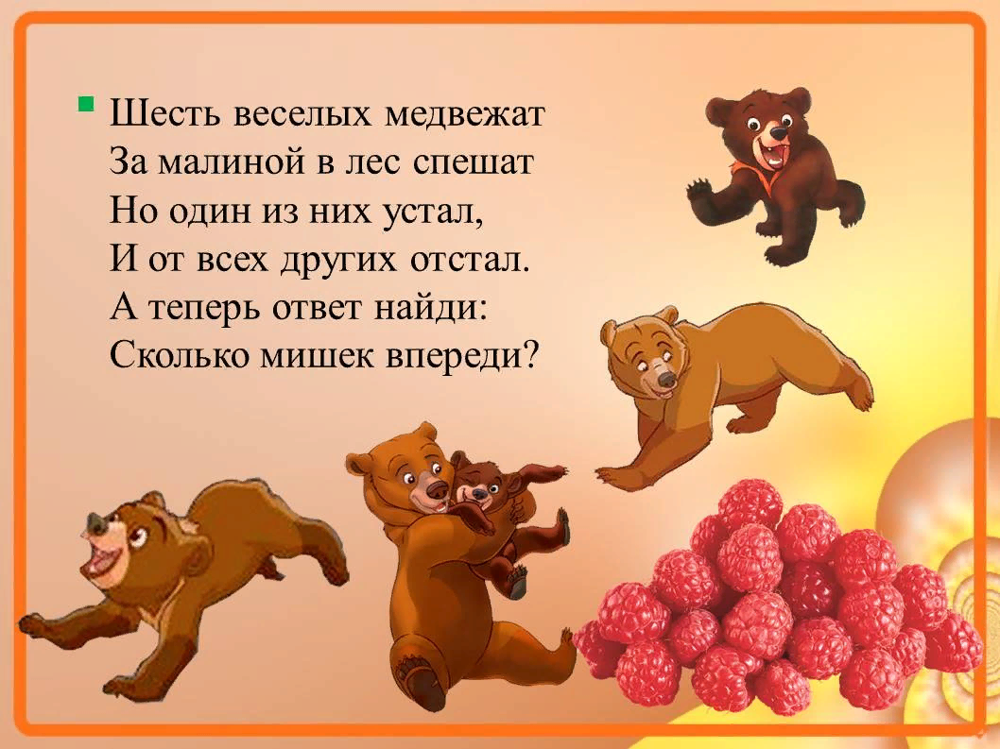 Шесть веселых медвежат
За малиной в лес спешат
Но один из них устал,
И от всех других отстал.
А теперь ответ найди:
Сколько мишек впереди?